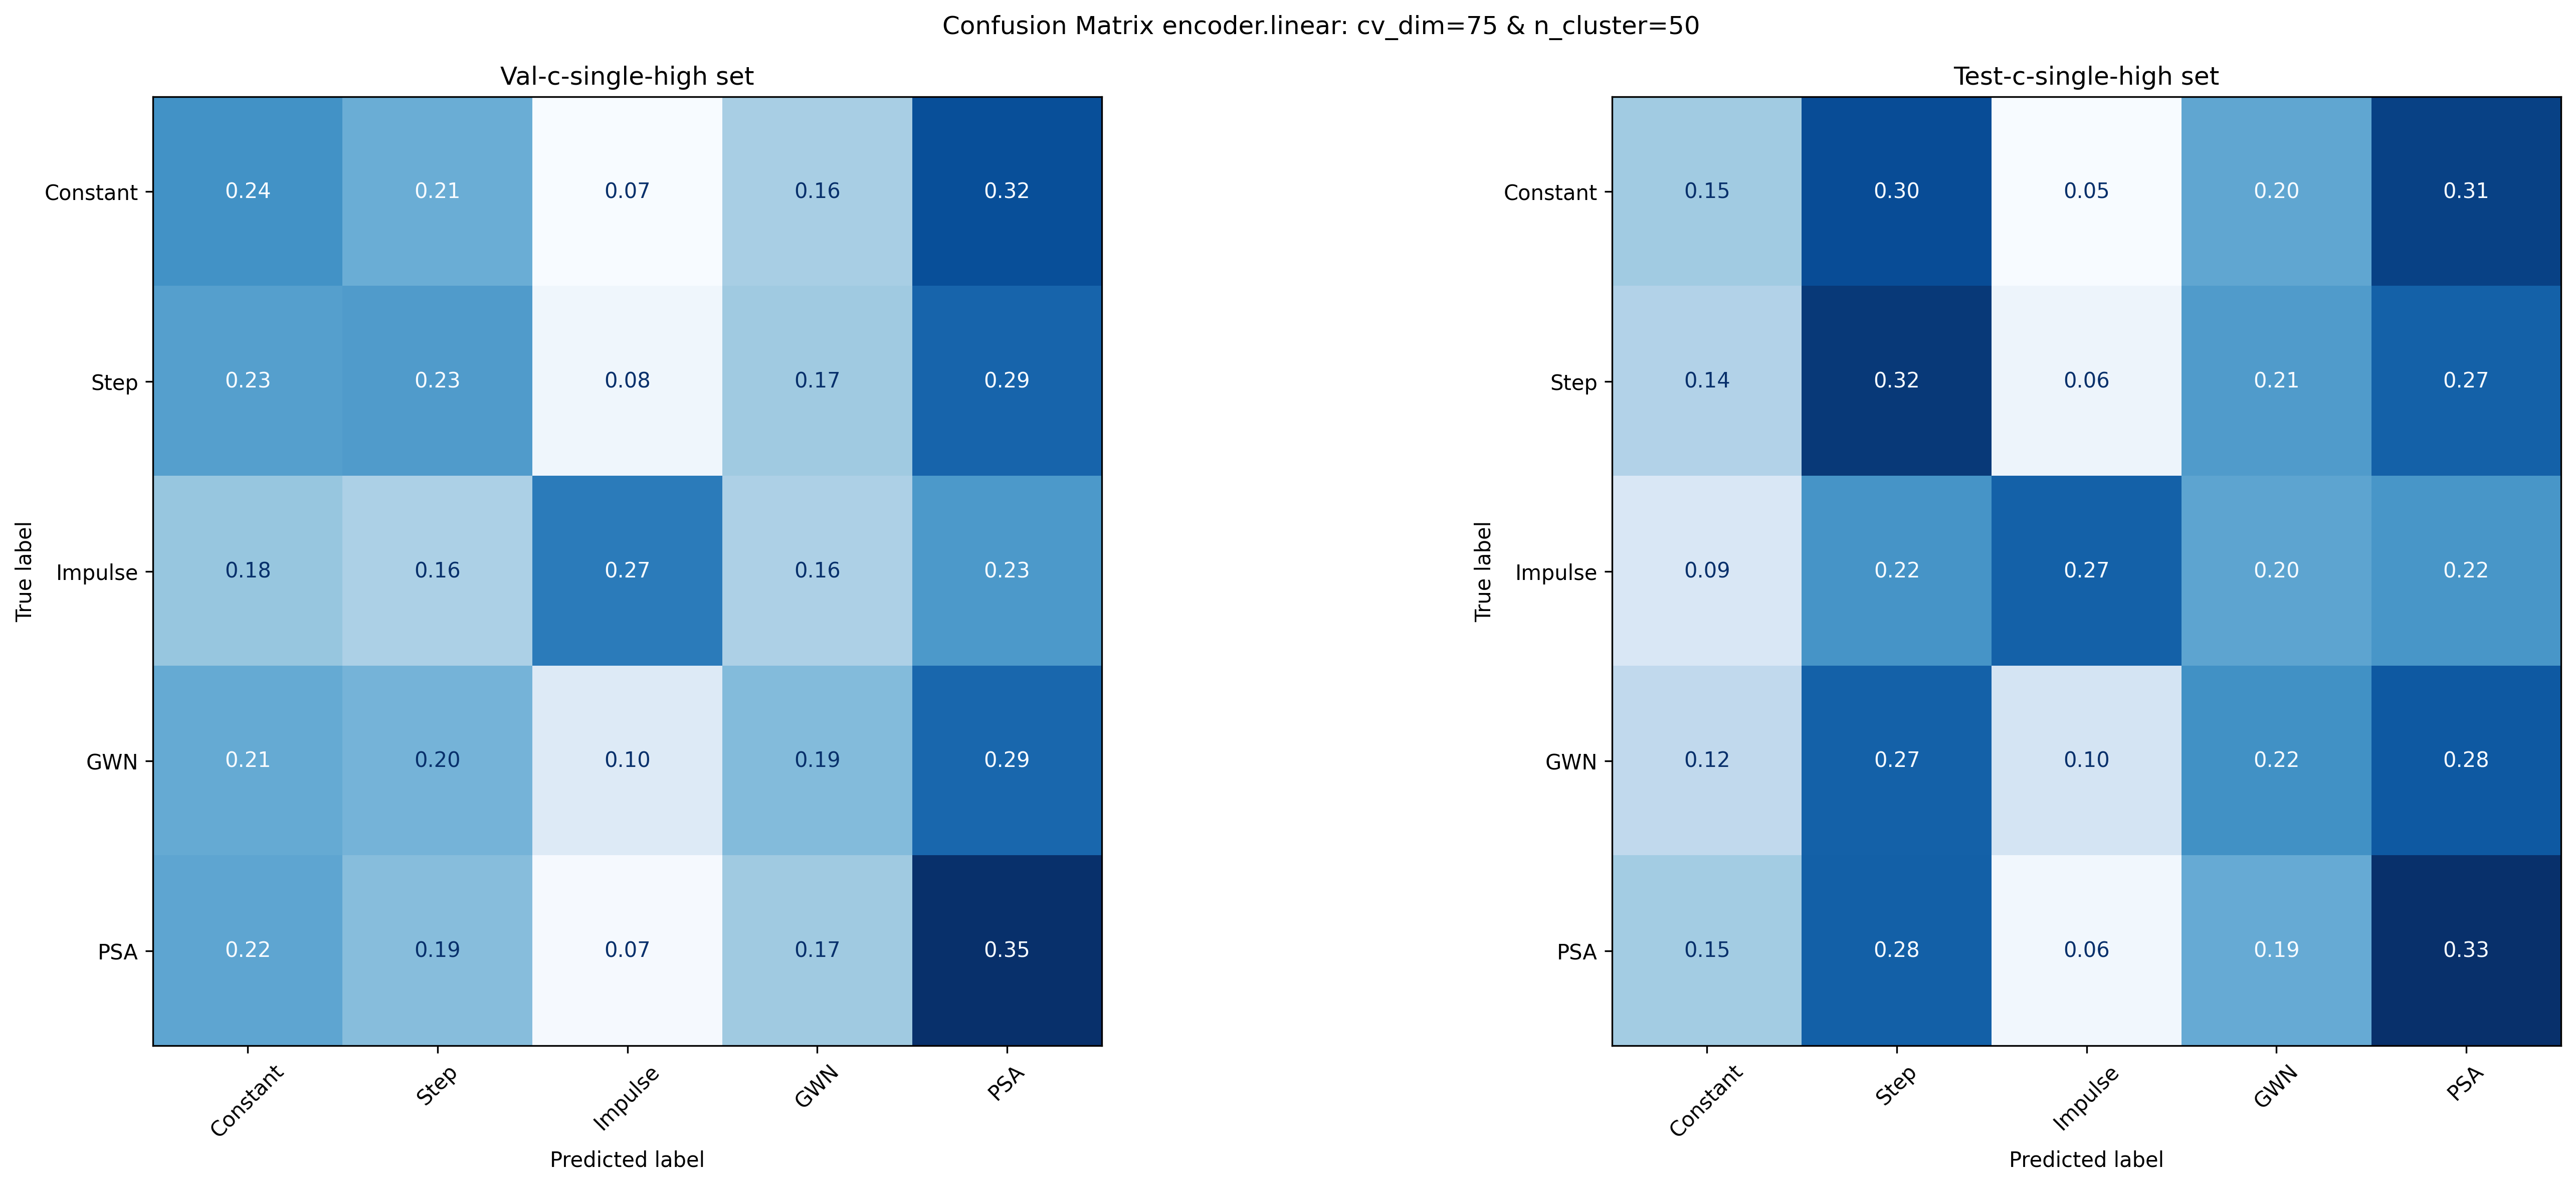 Confusion Matrix encoder.linear: cv_dim=75 & n_cluster=50
Val-c-single-high set
True label
Constant 0.24 0.21 0.07 0.16 0.32
Step 0.23 0.23 0.08 0.17 0.29
Impulse 0.18 0.16 0.27 0.16 0.23
GWN 0.21 0.20 0.10 0.19 0.29
PSA 0.22 0.19 0.07 0.17 0.35
Constant Step Impulse GWN PSA
Predicted label
Test-c-single-high set
True label
Constant 0.15 0.30 0.05 0.20 0.31
Step 0.14 0.32 0.06 0.21 0.27
Impulse 0.09 0.22 0.27 0.20 0.22
GWN 0.12 0.27 0.10 0.22 0.28
PSA 0.15 0.28 0.06 0.19 0.33
Constant Step Impulse GWN PSA
Predicted label